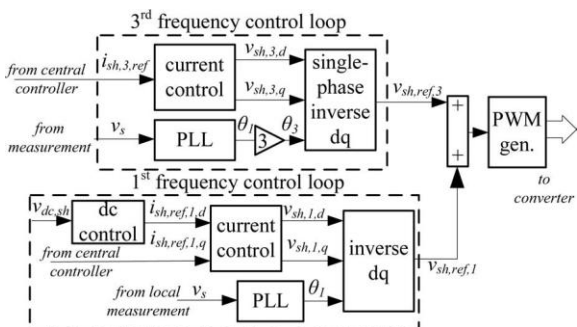 3rd frequency control loop
from central
controller
i_sh,3,ref
current
control
v_sh,3,d
v_sh,3,q
single-
phase
inverse
dq
v_sh,ref,3
from
measurement
v_s
PLL
θ_1
3
θ_3
+
+
PWM
gen.
to
converter
1st frequency control loop
v_dc,sh
dc
control
i_sh,ref,1,d
i_sh,ref,1,q
from central
controller
current
control
v_sh,1,d
v_sh,1,q
inverse
dq
v_sh,ref,1
from local
measurement
v_s
PLL
θ_1